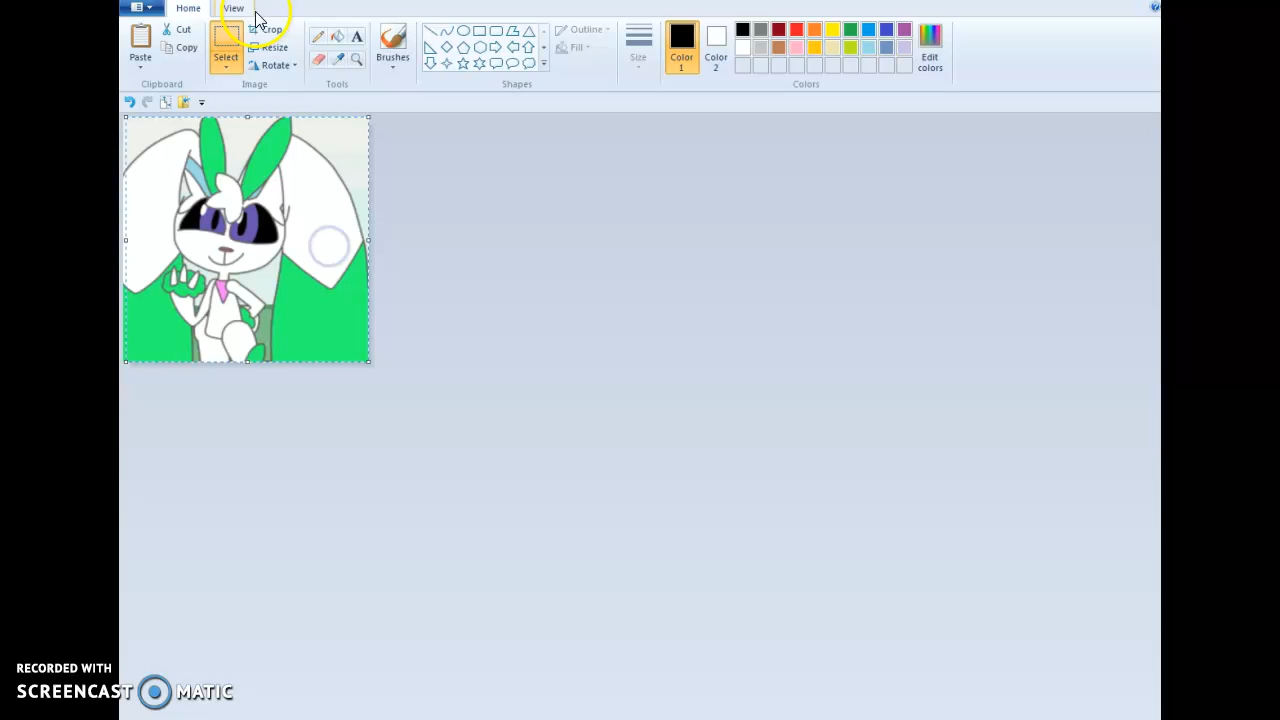 Home View
Paste
Cut
Copy
Clipboard
Select
Crop
Resize
Rotate
Image
A
Tools
Brushes
Shapes
Outline
Fill
Size
Color 1
Color 2
Edit colors
Colors
RECORDED WITH
SCREENCAST MATIC